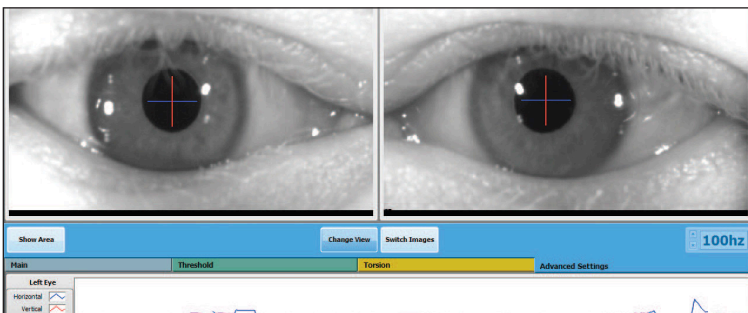 Show Area
Change View
Switch Images
100hz
Main
Threshold
Torsion
Advanced Settings
Left Eye
Horizontal
Vertical